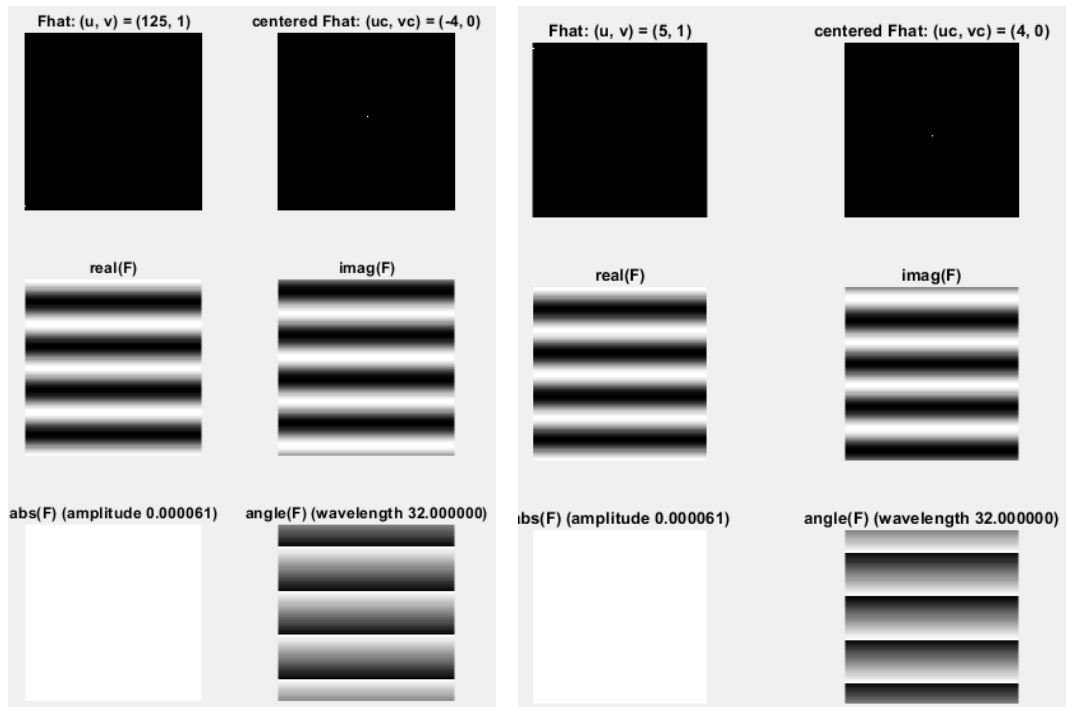 Fhat: (u, v) = (125, 1)
centered Fhat: (uc, vc) = (-4, 0)
real(F)
imag(F)
abs(F) (amplitude 0.000061)
angle(F) (wavelength 32.000000)
Fhat: (u, v) = (5, 1)
centered Fhat: (uc, vc) = (4, 0)
real(F)
imag(F)
bs(F) (amplitude 0.000061)
angle(F) (wavelength 32.000000)